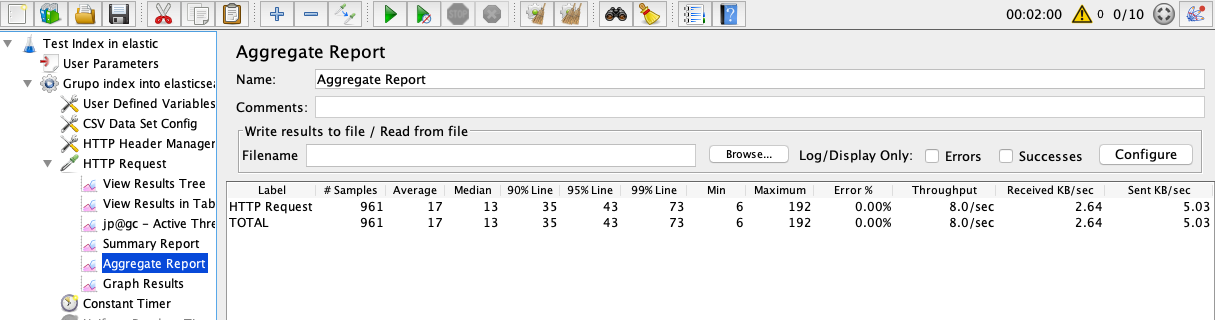 00:02:00 0 0/10
Test Index in elastic
User Parameters
Grupo index into elasticsea
User Defined Variables
CSV Data Set Config
HTTP Header Manager
HTTP Request
View Results Tree
View Results in Tab
jp@gc - Active Thre
Summary Report
Aggregate Report
Graph Results
Constant Timer
Aggregate Report
Name: Aggregate Report
Comments:
Write results to file / Read from file
Filename Browse... Log/Display Only: Errors Successes Configure
Label # Samples Average Median 90% Line 95% Line 99% Line Min Maximum Error % Throughput Received KB/sec Sent KB/sec
HTTP Request 961 17 13 35 43 73 6 192 0.00% 8.0/sec 2.64 5.03
TOTAL 961 17 13 35 43 73 6 192 0.00% 8.0/sec 2.64 5.03